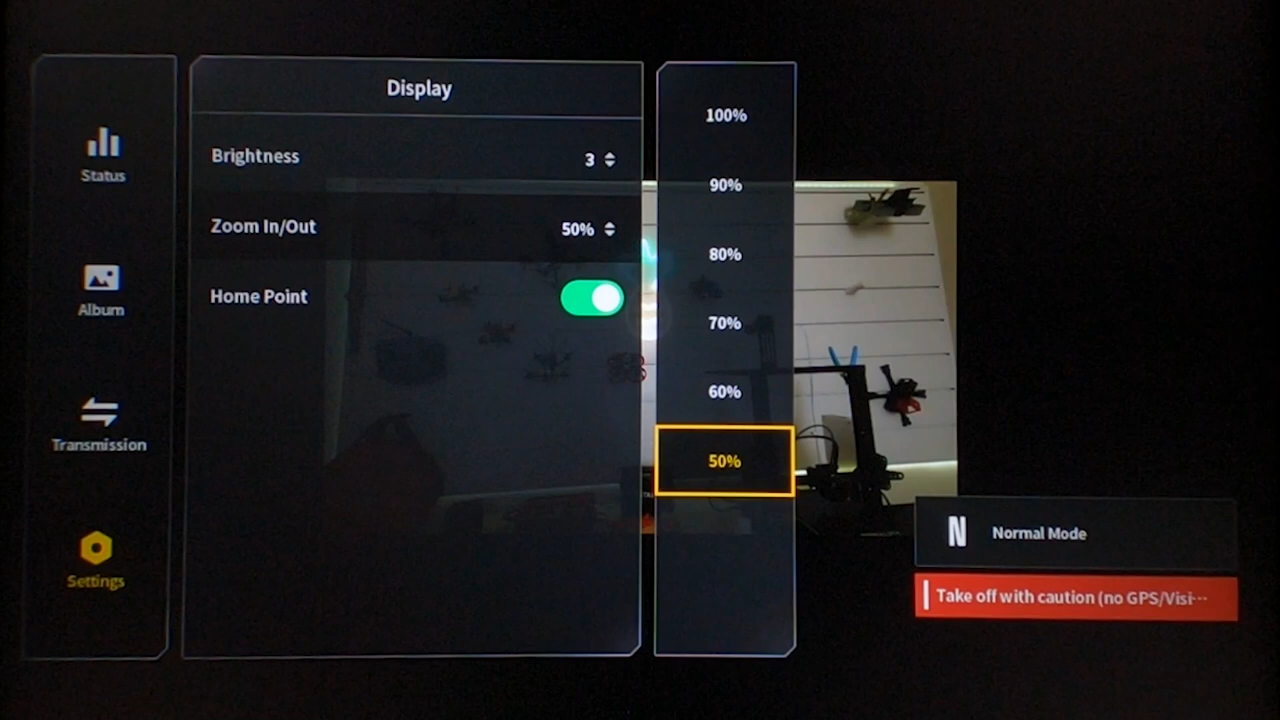 Status
Album
Transmission
Settings
Display
Brightness
3
Zoom In/Out
50%
Home Point
100%
90%
80%
70%
60%
50%
N Normal Mode
Take off with caution (no GPS/Visi···